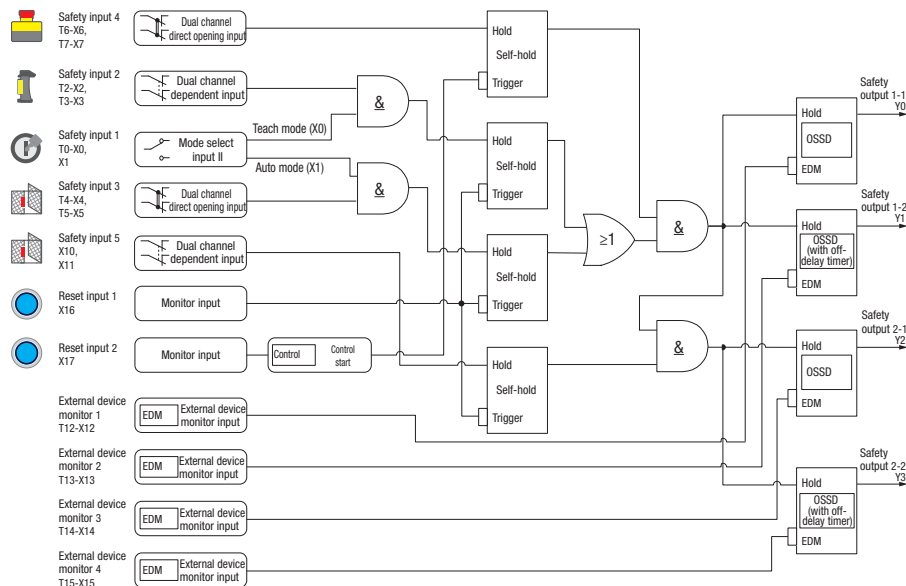 Safety input 4
T6-X6,
T7-X7
Dual channel
direct opening input
Safety input 2
T2-X2,
T3-X3
Dual channel
dependent input
Safety input 1
T0-X0,
X1
Mode select
input II
Teach mode (X0)
Auto mode (X1)
Safety input 3
T4-X4,
T5-X5
Dual channel
direct opening input
Safety input 5
X10,
X11
Dual channel
dependent input
Reset input 1
X16
Monitor input
Reset input 2
X17
Monitor input
Control
Control
start
External device
monitor 1
T12-X12
EDM
External device
monitor input
External device
monitor 2
T13-X13
EDM
External device
monitor input
External device
monitor 3
T14-X14
EDM
External device
monitor input
External device
monitor 4
T15-X15
EDM
External device
monitor input
&
&
Hold
Self-hold
Trigger
Hold
Self-hold
Trigger
Hold
Self-hold
Trigger
Hold
Self-hold
Trigger
≥1
&
&
Safety
output 1-1
Y0
Hold
OSSD
EDM
Safety
output 1-2
Y1
Hold
OSSD
(with off-
delay timer)
EDM
Safety
output 2-1
Y2
Hold
OSSD
EDM
Safety
output 2-2
Y3
Hold
OSSD
(with off-
delay timer)
EDM